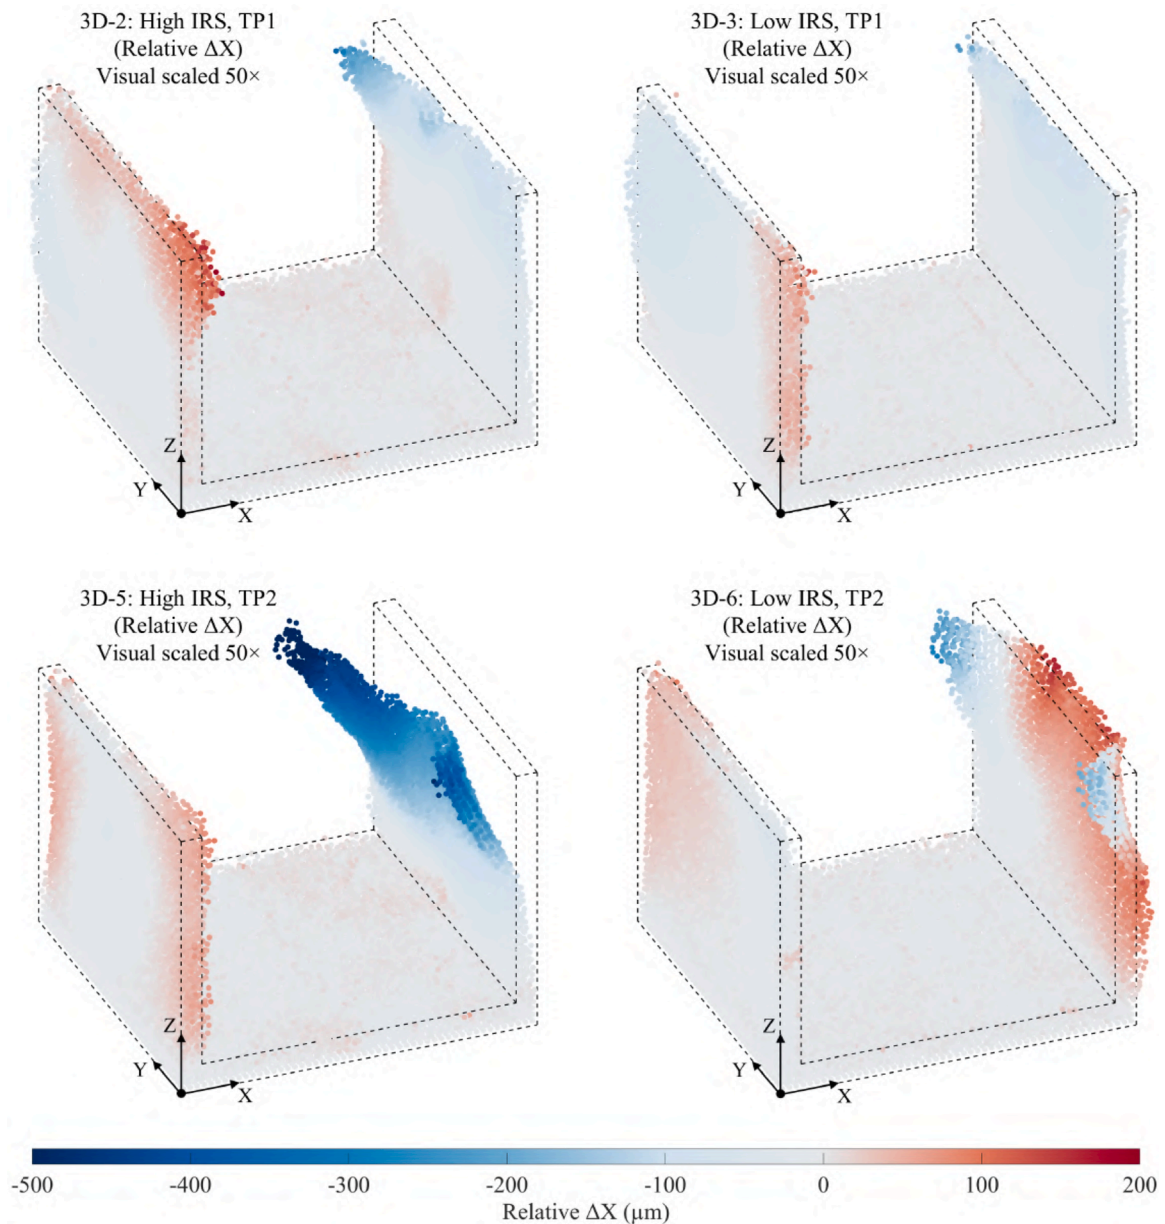 3D-2: High IRS, TP1
(Relative ΔX)
Visual scaled 50×
3D-3: Low IRS, TP1
(Relative ΔX)
Visual scaled 50×
Z
Y
X
Z
Y
X
3D-5: High IRS, TP2
(Relative ΔX)
Visual scaled 50×
3D-6: Low IRS, TP2
(Relative ΔX)
Visual scaled 50×
Z
Y
X
Z
Y
X
-500 -400 -300 -200 -100 0 100 200
Relative ΔX (μm)